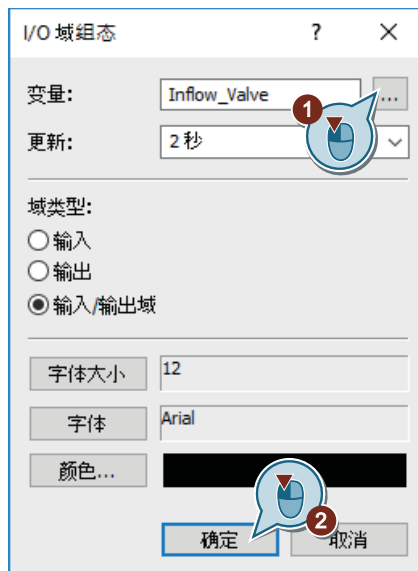 I/O 域组态 ?
变量: Inflow_Valve ...
1
更新: 2 秒
域类型:
输入
输出
输入/输出域
字体大小 12
字体 Arial
颜色...
2
确定 取消